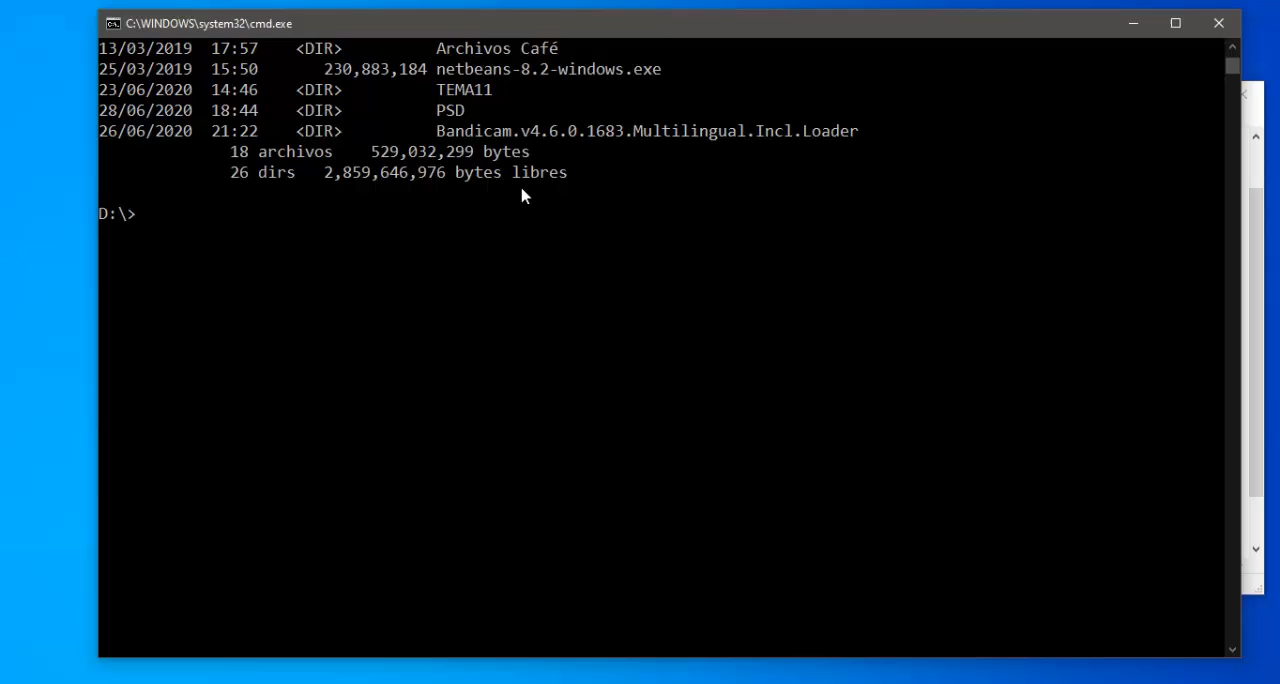 C:\WINDOWS\system32\cmd.exe
13/03/2019  17:57    <DIR>          Archivos Café
25/03/2019  15:50       230,883,184 netbeans-8.2-windows.exe
23/06/2020  14:46    <DIR>          TEMA11
28/06/2020  18:44    <DIR>          PSD
26/06/2020  21:22    <DIR>          Bandicam.v4.6.0.1683.Multilingual.Incl.Loader
              18 archivos    529,032,299 bytes
              26 dirs   2,859,646,976 bytes libres
D:\>